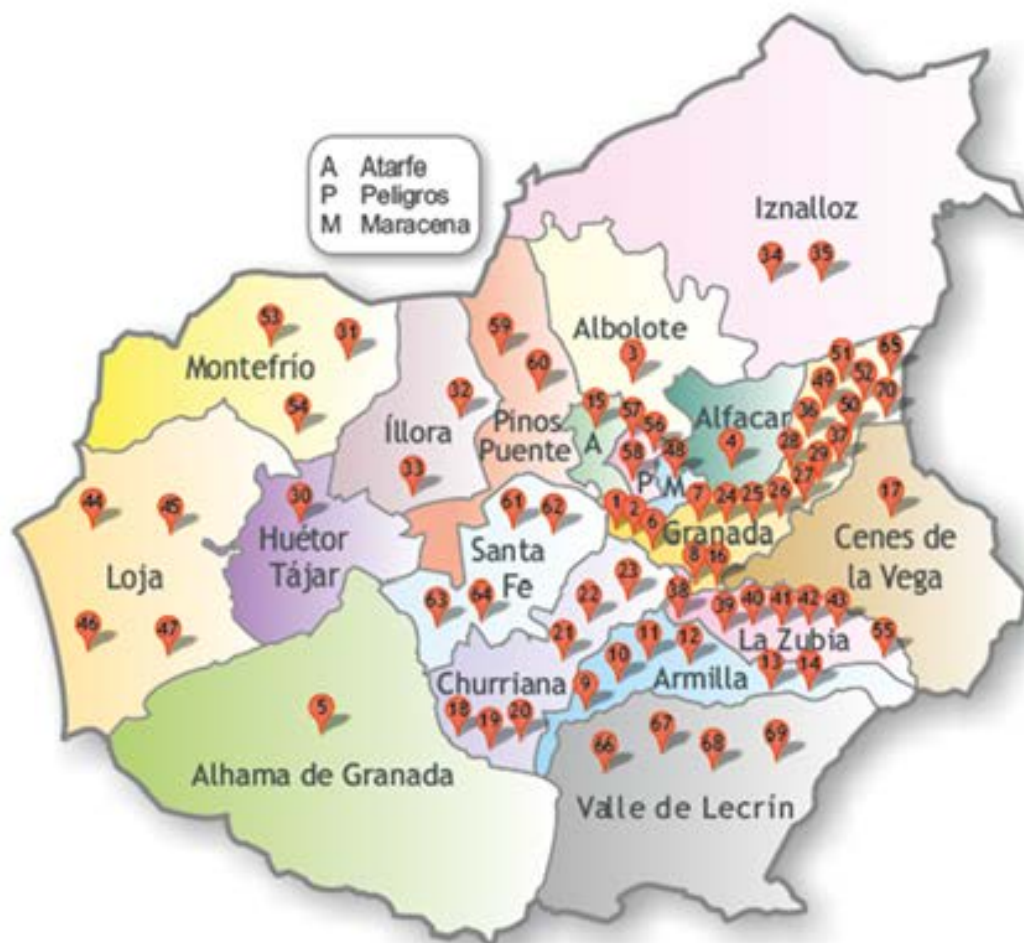 A Atarfe
P Peligros
M Maracena
Iznalloz
34 35
53
31
Montefrío
54
32
Íllora
33
59
60
Pinos
Puente
Albolote
3
15
57
56
A
58
48
P
M
Alfacar
4
51
65
49
52
70
36
50
28
37
29
27
44
45
Loja
46
47
30
Huétor
Tájar
61 62
Santa
Fe
63 64
1 2 6
7 24 25 26
Granada
8 16
17
Cenes de
la Vega
22 23
21
38
39 40 41 42 43
La Zubia
55
11 12
10
9
Armilla
13 14
Churriana
18 19 20
5
Alhama de Granada
66 67 68 69
Valle de Lecrín